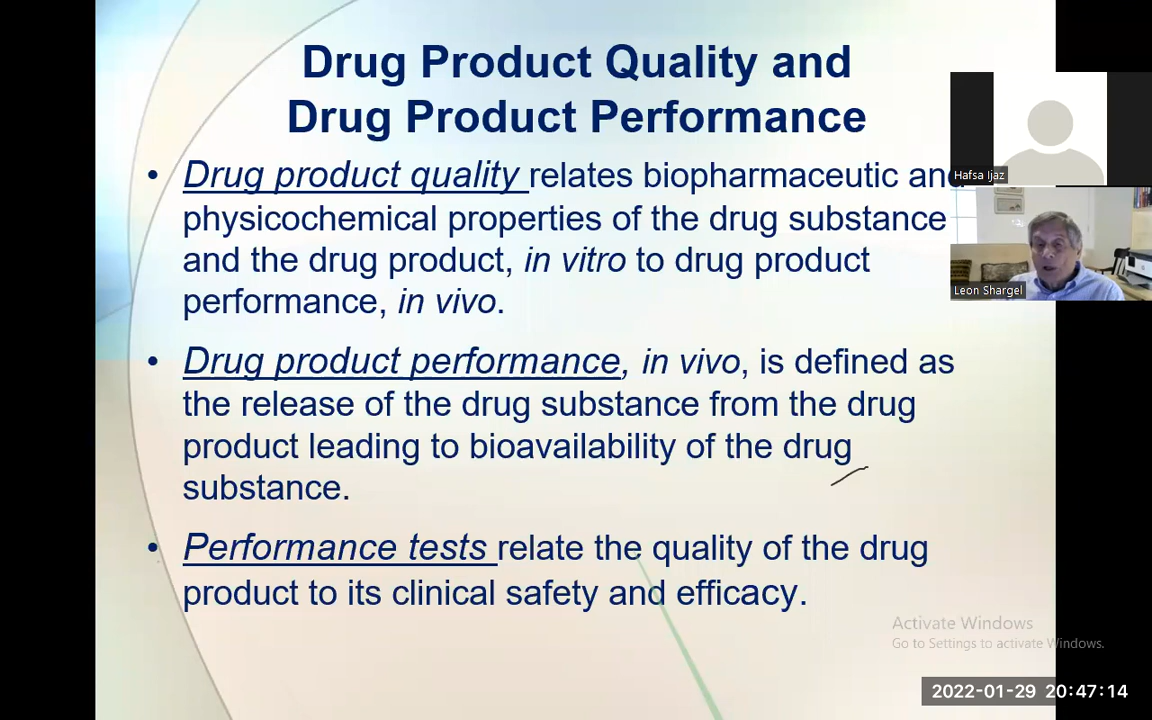 Drug Product Quality and
Drug Product Performance
• Drug product quality relates biopharmaceutic and
physicochemical properties of the drug substance
and the drug product, in vitro to drug product
performance, in vivo.
• Drug product performance, in vivo, is defined as
the release of the drug substance from the drug
product leading to bioavailability of the drug
substance.
• Performance tests relate the quality of the drug
product to its clinical safety and efficacy.
Hafsa Ijaz
Leon Shargel
Activate Windows
Go to Settings to activate Windows.
2022-01-29 20:47:14